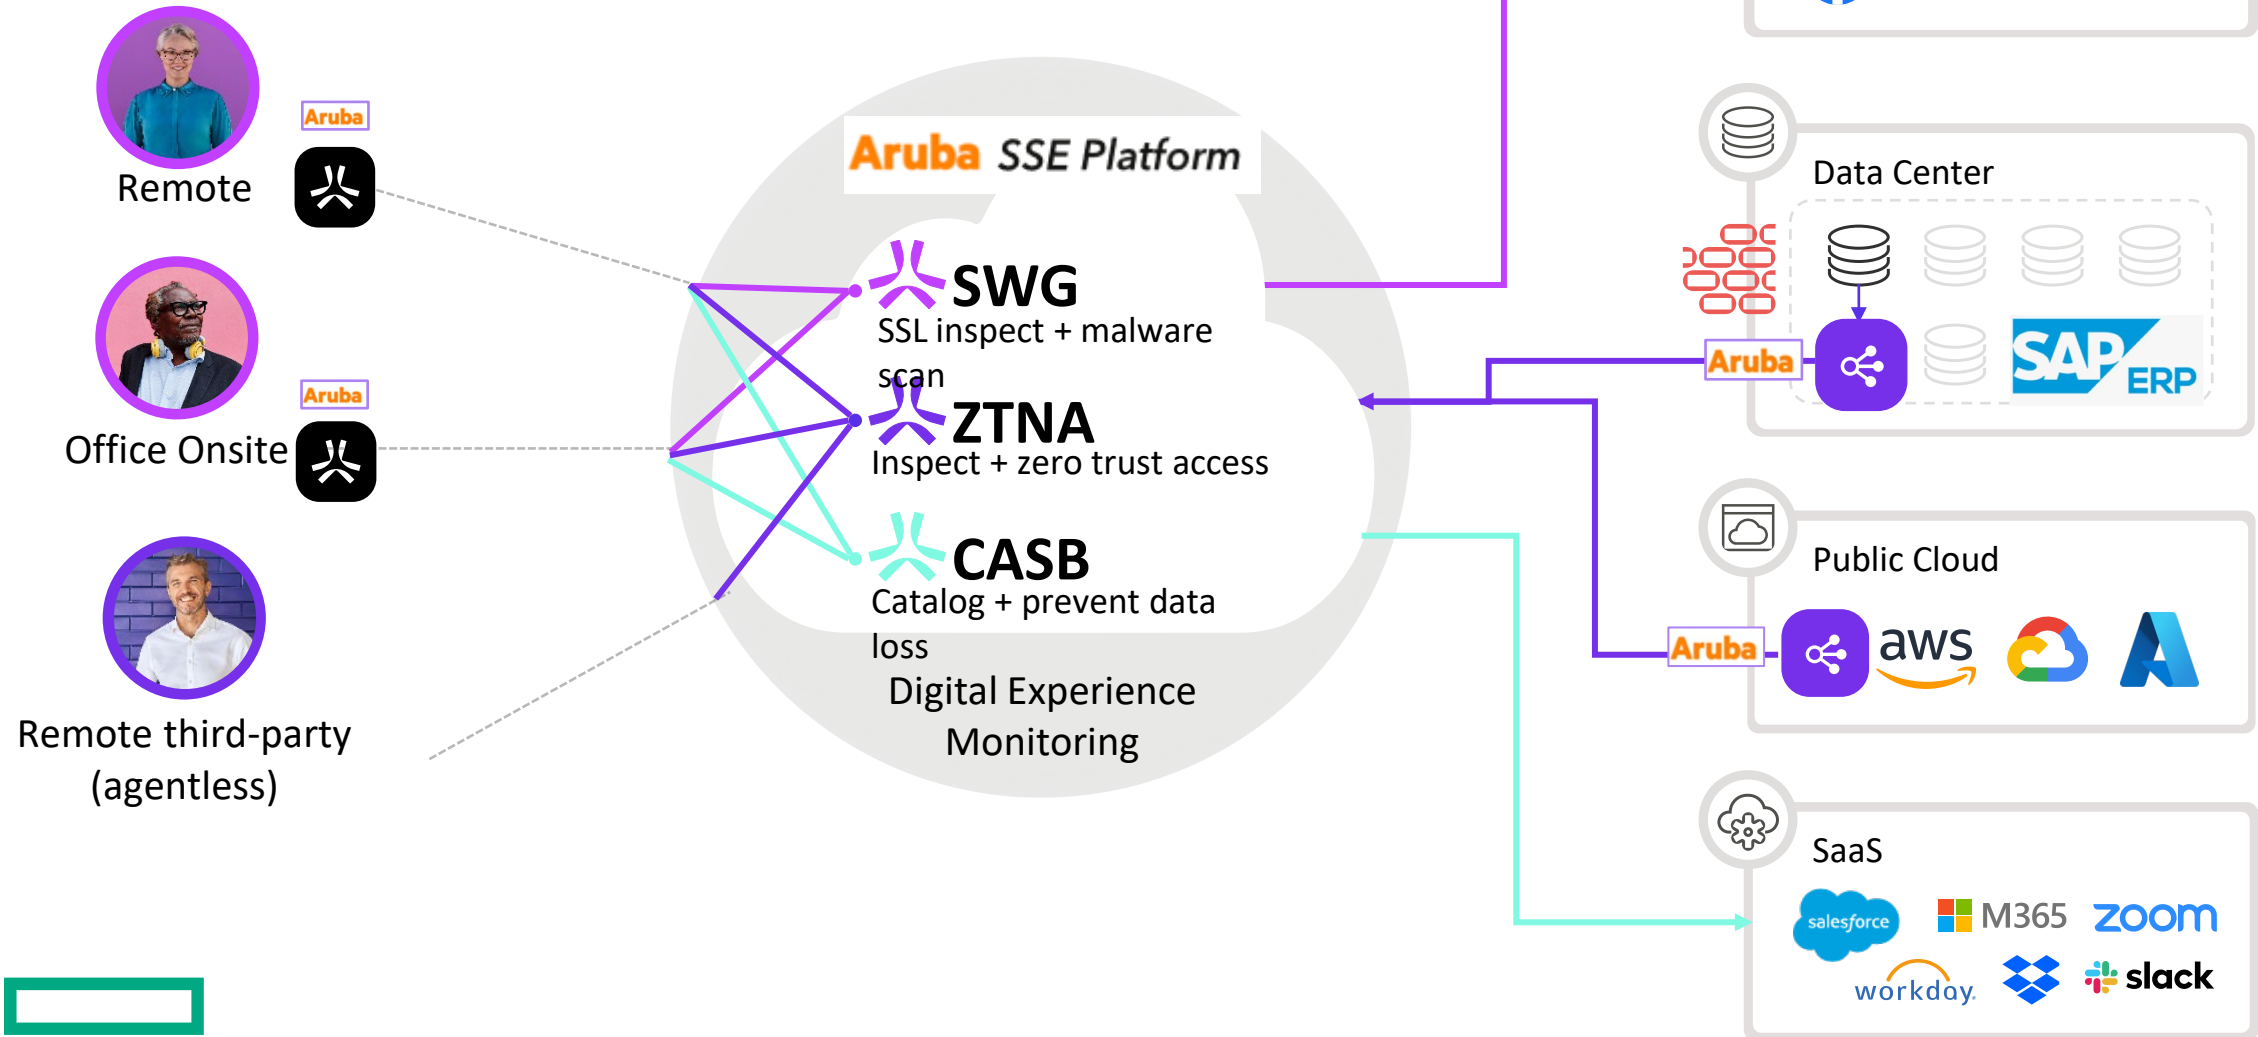 Aruba
Remote
Aruba
Office Onsite
Remote third-party
(agentless)
Aruba SSE Platform
SWG
SSL inspect + malware
scan
ZTNA
Inspect + zero trust access
CASB
Catalog + prevent data
loss
Digital Experience
Monitoring
Data Center
Aruba
SAP
ERP
Public Cloud
Aruba
aws
SaaS
salesforce
M365
zoom
workday.
slack